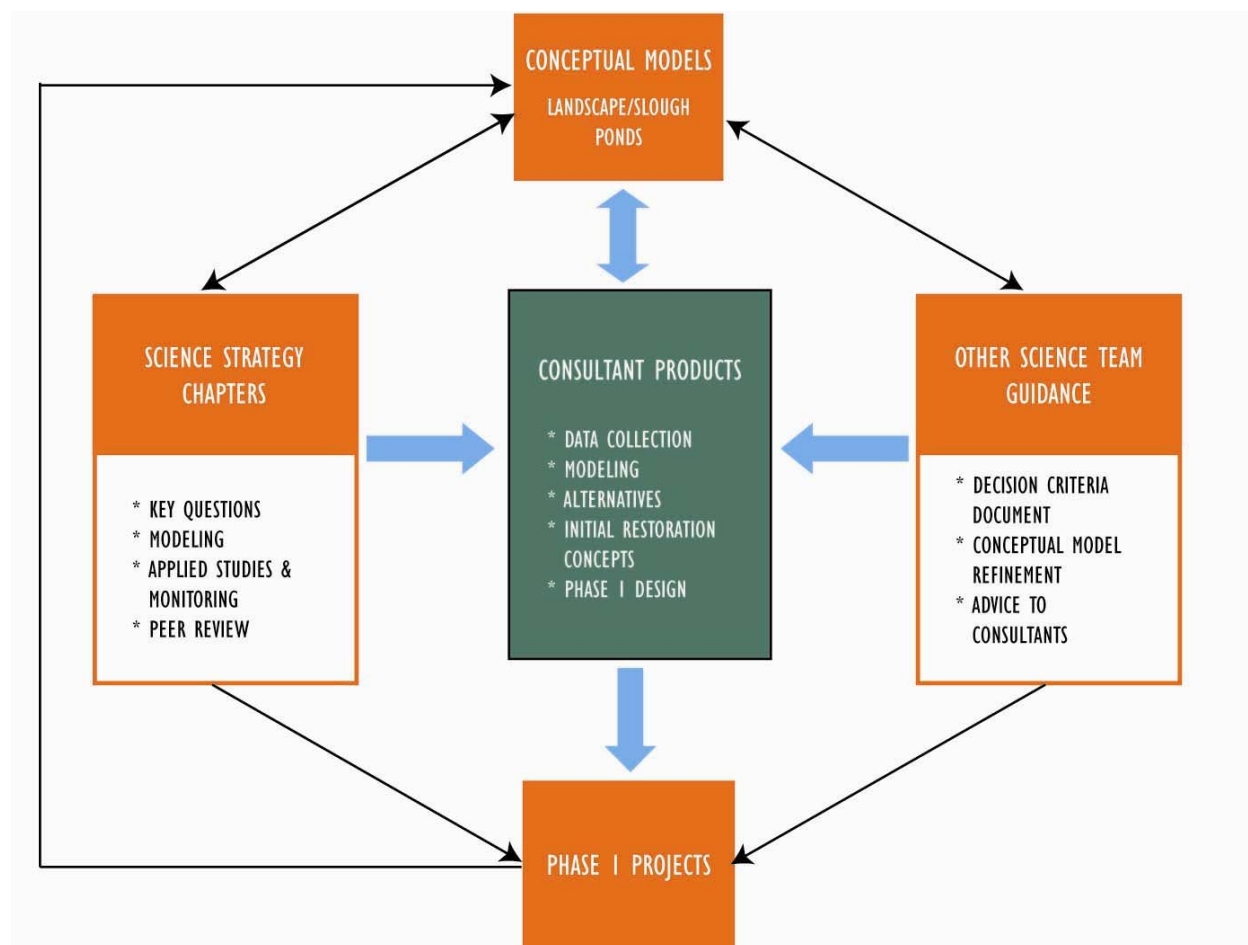 CONCEPTUAL MODELS
LANDSCAPE/SLOUGH
PONDS
SCIENCE STRATEGY
CHAPTERS
* KEY QUESTIONS
* MODELING
* APPLIED STUDIES &
MONITORING
* PEER REVIEW
CONSULTANT PRODUCTS
* DATA COLLECTION
* MODELING
* ALTERNATIVES
* INITIAL RESTORATION
CONCEPTS
* PHASE I DESIGN
OTHER SCIENCE TEAM
GUIDANCE
* DECISION CRITERIA
DOCUMENT
* CONCEPTUAL MODEL
REFINEMENT
* ADVICE TO
CONSULTANTS
PHASE I PROJECTS